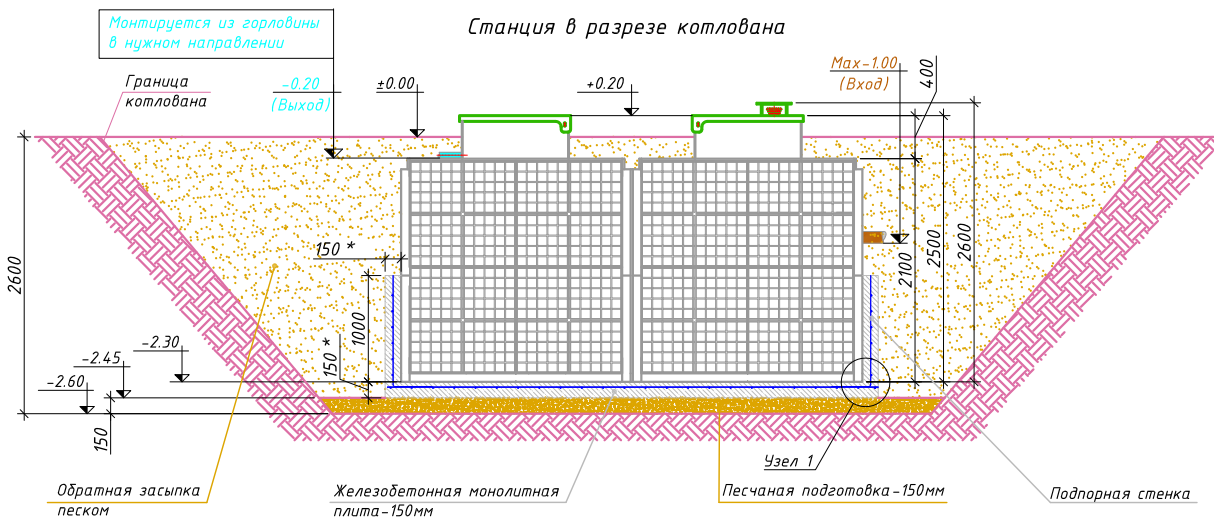 Станция в разрезе котлована
Монтируется из горловины
в нужном направлении
Граница
котлована
-0.20
(Выход)
±0.00
+0.20
Max-1.00
(Вход)
400
2600
150 *
1000
150 *
2100
2500
2600
-2.30
-2.45
-2.60
150
Узел 1
Обратная засыпка
песком
Железобетонная монолитная
плита-150мм
Песчаная подготовка-150мм
Подпорная стенка